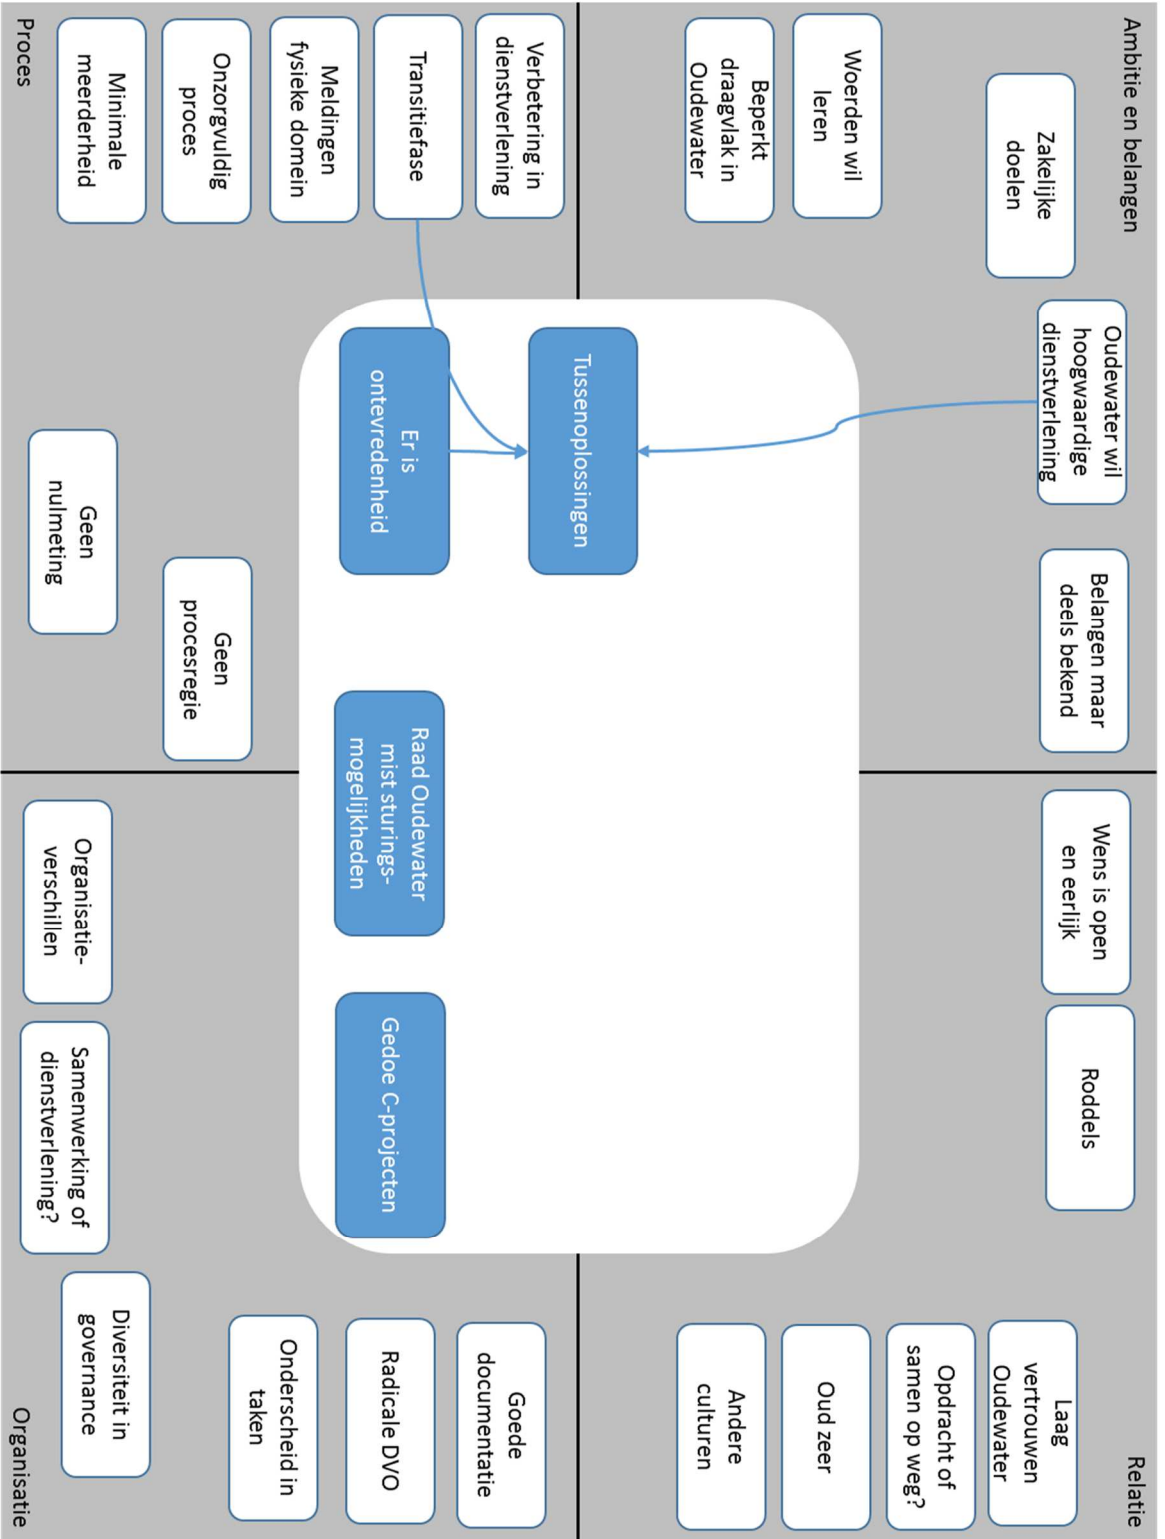 Ambitie en belangen
Zakelijke
doelen
Oudewater wil
hoogwaardige
dienstverlening
Belangen maar
deels bekend
Woerden wil
leren
Beperkt
draagvlak in
Oudewater
Relatie
Wens is open
en eerlijk
Roddels
Laag
vertrouwen
Oudewater
Opdracht of
samen op weg?
Oud zeer
Andere
culturen
Tussenoplossingen
Er is
ontevredenheid
Raad Oudewater
mist sturings-
mogelijkheden
Gedoe C-projecten
Verbetering in
dienstverlening
Transitiefase
Meldingen
fysieke domein
Onzorgvuldig
proces
Minimale
meerderheid
Geen
procesregie
Geen
nulmeting
Proces
Goede
documentatie
Radicale DVO
Onderscheid in
taken
Diversiteit in
governance
Organisatie-
verschillen
Samenwerking of
dienstverlening?
Organisatie